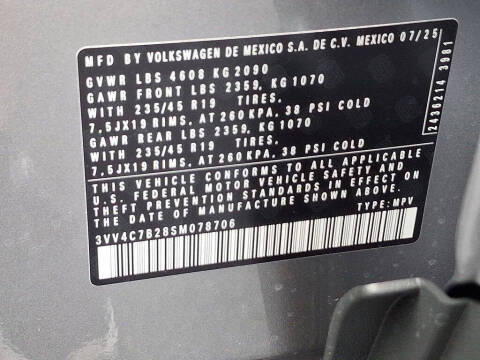 MFD BY VOLKSWAGEN DE MEXICO S.A. DE C.V. MEXICO 07/25
GVWR LBS 4608 KG 2090
GAWR FRONT LBS 2359, KG 1070
WITH 235/45 R19 TIRES.
7.5JX19 RIMS. AT 260 KPA, 38 PSI COLD
GAWR REAR LBS 2359, KG 1070
WITH 235/45 R19 TIRES.
7.5JX19 RIMS. AT 260 KPA, 38 PSI COLD
THIS VEHICLE CONFORMS TO ALL APPLICABLE
U.S. FEDERAL MOTOR VEHICLE SAFETY AND
THEFT PREVENTION STANDARDS IN EFFECT ON
THE DATE OF MANUFACTURE SHOWN ABOVE.
3VV4C7B28SM078706 TYPE: MPV
2436214 3981